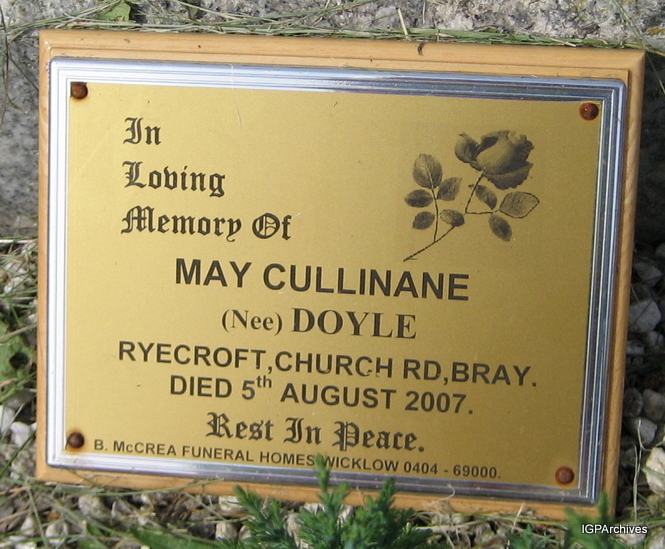 In
Loving
Memory Of
MAY CULLINANE
(Nee) DOYLE
RYECROFT,CHURCH RD,BRAY.
DIED 5th AUGUST 2007.
Rest In Peace.
B. McCREA FUNERAL HOMES WICKLOW 0404 - 69000.
IGPArchives